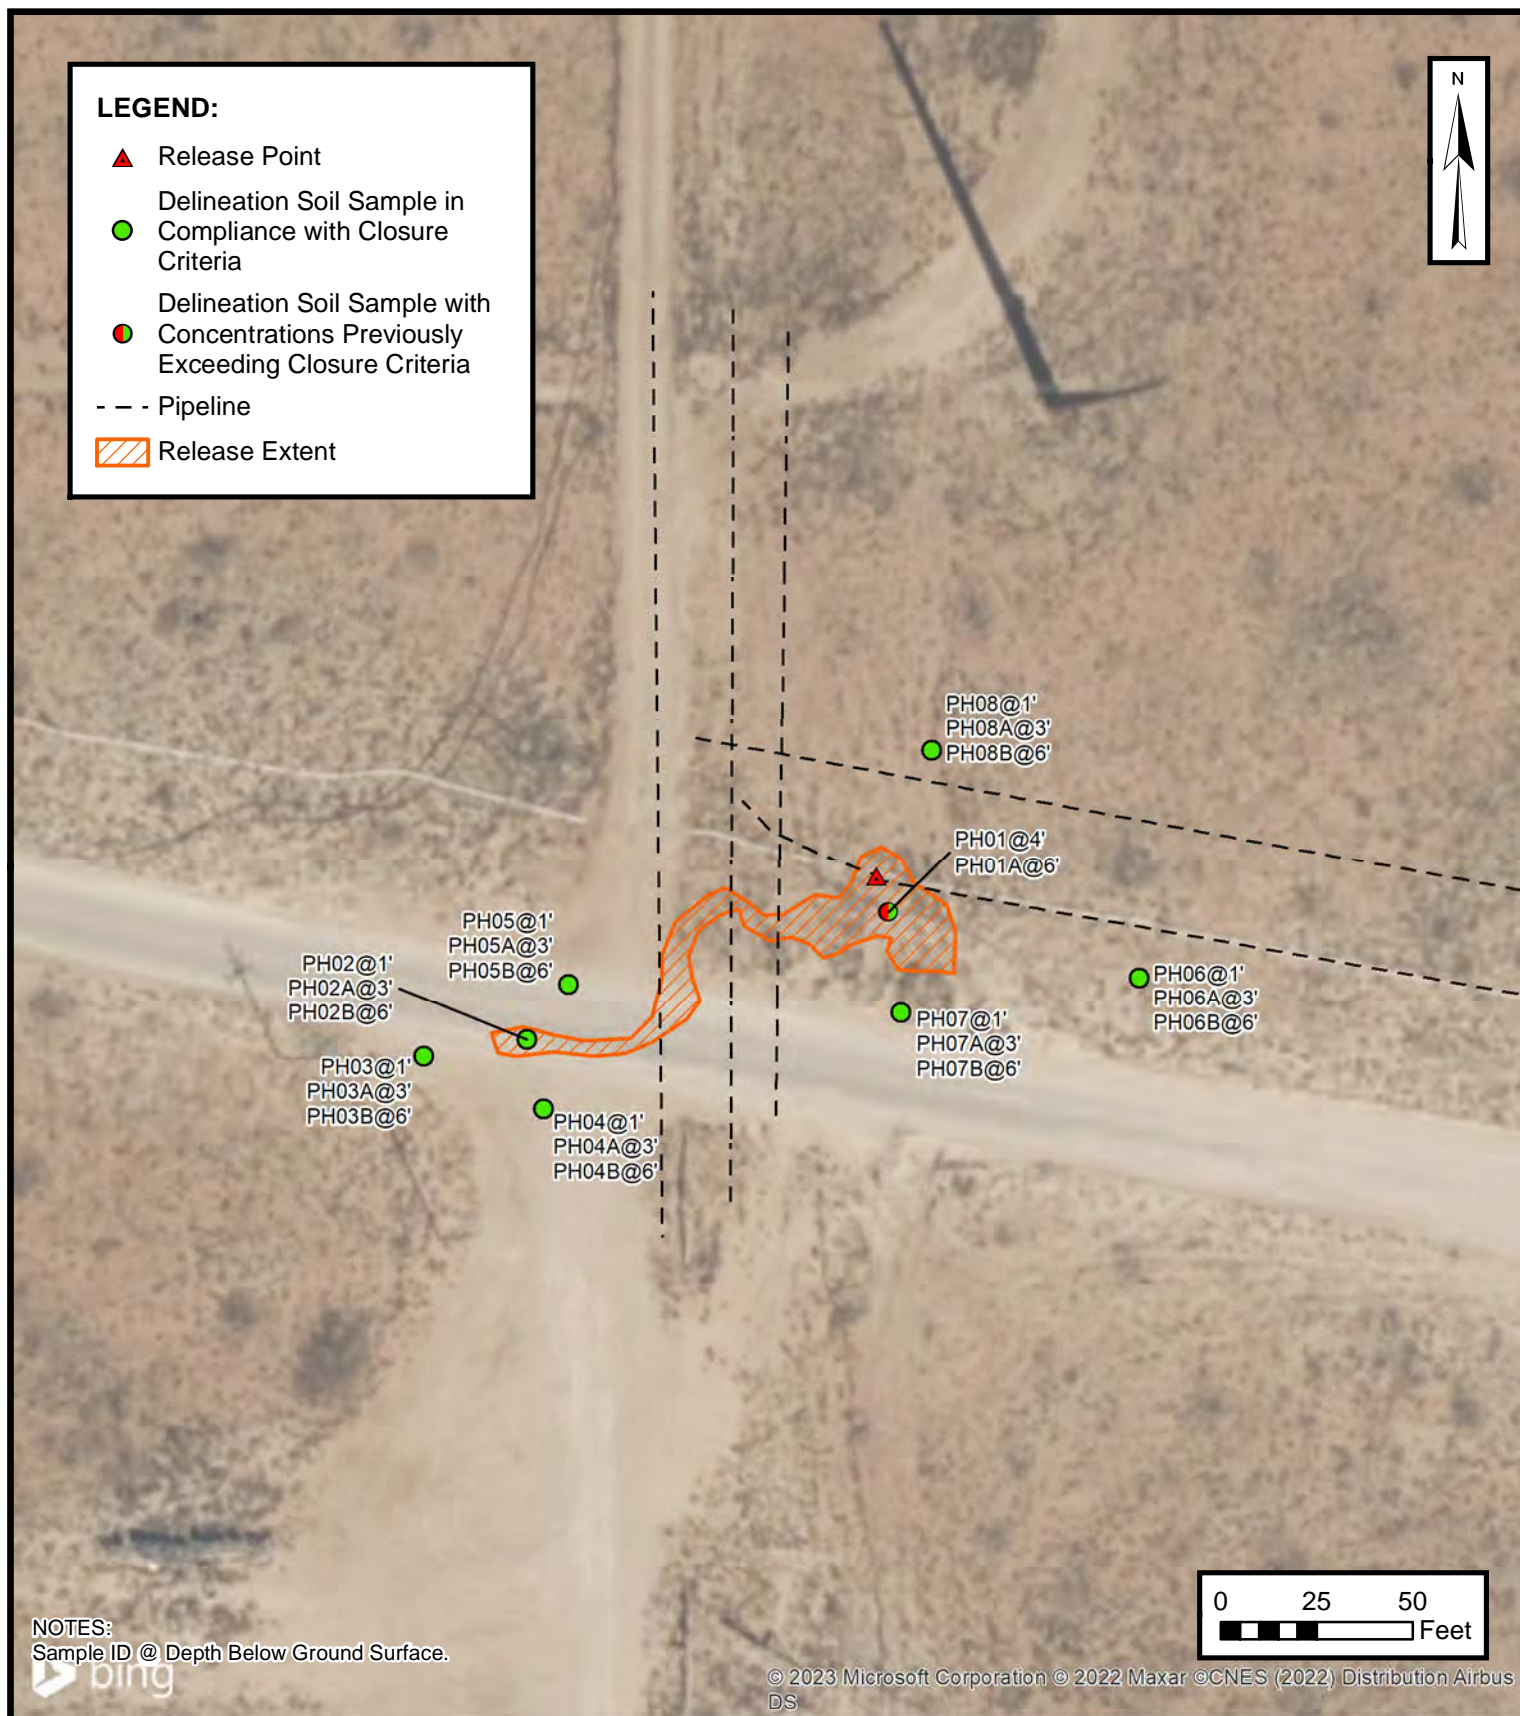 LEGEND:
Release Point
Delineation Soil Sample in
Compliance with Closure
Criteria
Delineation Soil Sample with
Concentrations Previously
Exceeding Closure Criteria
Pipeline
Release Extent
N
PH08@1'
PH08A@3'
PH08B@6'
PH01@4'
PH01A@6'
PH05@1'
PH05A@3'
PH05B@6'
PH02@1'
PH02A@3'
PH02B@6'
PH06@1'
PH06A@3'
PH06B@6'
PH07@1'
PH07A@3'
PH07B@6'
PH03@1'
PH03A@3'
PH03B@6'
PH04@1'
PH04A@3'
PH04B@6'
0 25 50
Feet
NOTES:
Sample ID @ Depth Below Ground Surface.
bing
© 2023 Microsoft Corporation © 2022 Maxar ©CNES (2022) Distribution Airbus
DS